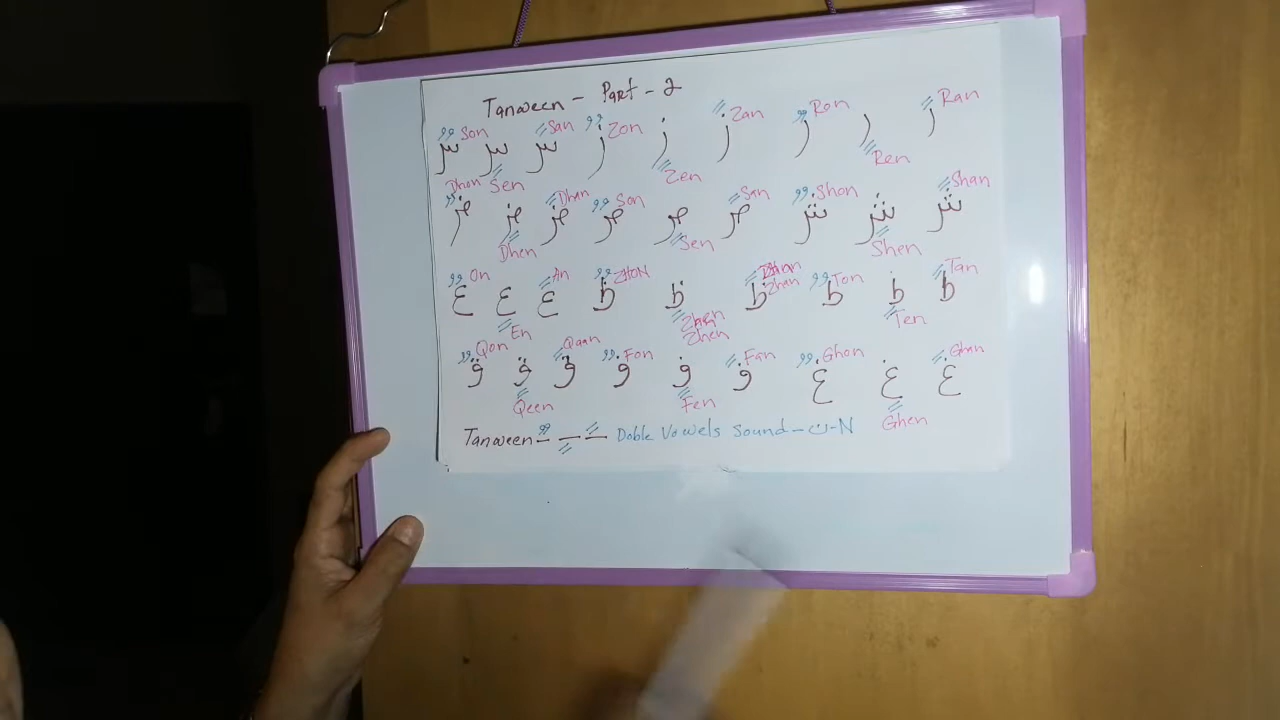 Tanween - Part - 2
رً Ran رٍ Ren رٌ Ron زً Zan زٍ Zen زٌ Zon سً San سٍ Sen سٌ Son
شً Shan شٍ Shen شٌ Shon صً San صٍ Sen صٌ Son ضً Dhan ضٍ Dhen ضٌ Dhon
طً Tan طٍ Ten طٌ Ton ظً Zhan ظٍ Zhen ظٌ ZHON عً An عٍ En عٌ On
غً Ghan غٍ Ghen غٌ Ghon فً Fan فٍ Fen فٌ Fon قً Qaan قٍ Qeen قٌ Qon
Tanween ـٌ ـٍ ـً Doble Vowels Sound - ن - N